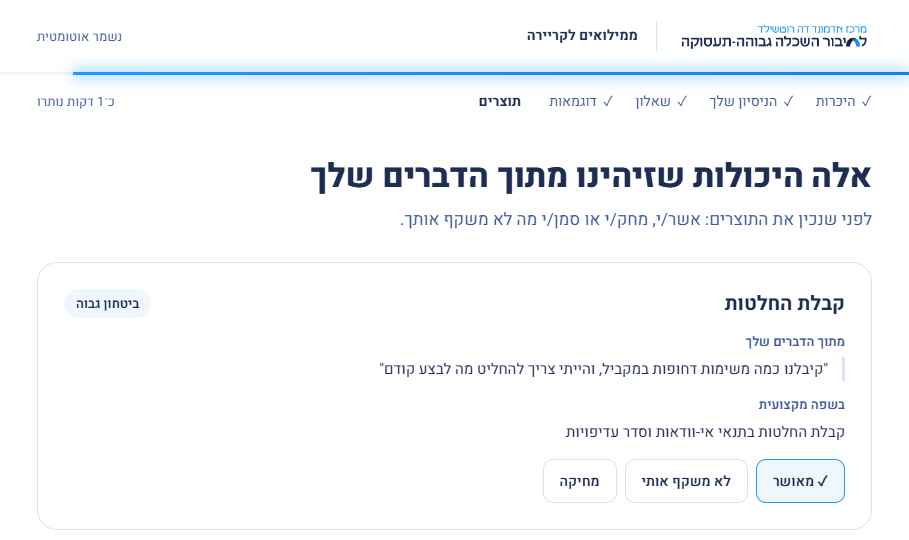 מרכז אדמונד דה רוטשילד
לחיבור השכלה גבוהה-תעסוקה
ממילואים לקריירה
נשמר אוטומטית
✓ היכרות
✓ הניסיון שלך
✓ שאלון
✓ דוגמאות
תוצרים
כ־1 דקות נותרו
אלה היכולות שזיהינו מתוך הדברים שלך
לפני שנכין את התוצרים: אשר/י, מחק/י או סמן/י מה לא משקף אותך.
קבלת החלטות
ביטחון גבוה
מתוך הדברים שלך
"קיבלנו כמה משימות דחופות במקביל, והייתי צריך להחליט מה לבצע קודם"
בשפה מקצועית
קבלת החלטות בתנאי אי-וודאות וסדר עדיפויות
✓ מאושר
לא משקף אותי
מחיקה